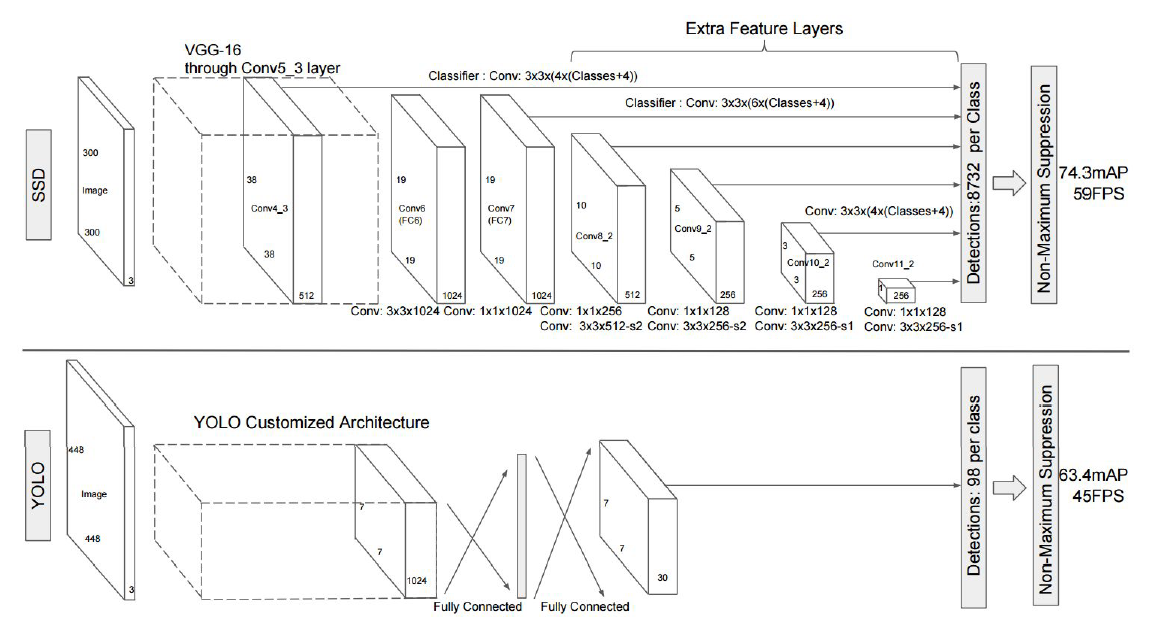 Extra Feature Layers
VGG-16
through Conv5_3 layer
Classifier : Conv: 3x3x(4x(Classes+4))
Classifier : Conv: 3x3x(6x(Classes+4))
SSD
300
Image
300
3
38
Conv4_3
38
512
19
Conv6
(FC6)
19
1024
19
Conv7
(FC7)
19
1024
10
Conv8_2
10
512
5
Conv9_2
5
256
Conv: 3x3x(4x(Classes+4))
3
Conv10_2
3
256
Conv11_2
1
256
Detections:8732 per Class
Non-Maximum Suppression
74.3mAP
59FPS
Conv: 3x3x1024
Conv: 1x1x1024
Conv: 1x1x256
Conv: 3x3x512-s2
Conv: 1x1x128
Conv: 3x3x256-s2
Conv: 1x1x128
Conv: 3x3x256-s1
Conv: 1x1x128
Conv: 3x3x256-s1
YOLO
448
Image
448
3
YOLO Customized Architecture
7
7
1024
Fully Connected
Fully Connected
7
7
30
Detections: 98 per class
Non-Maximum Suppression
63.4mAP
45FPS